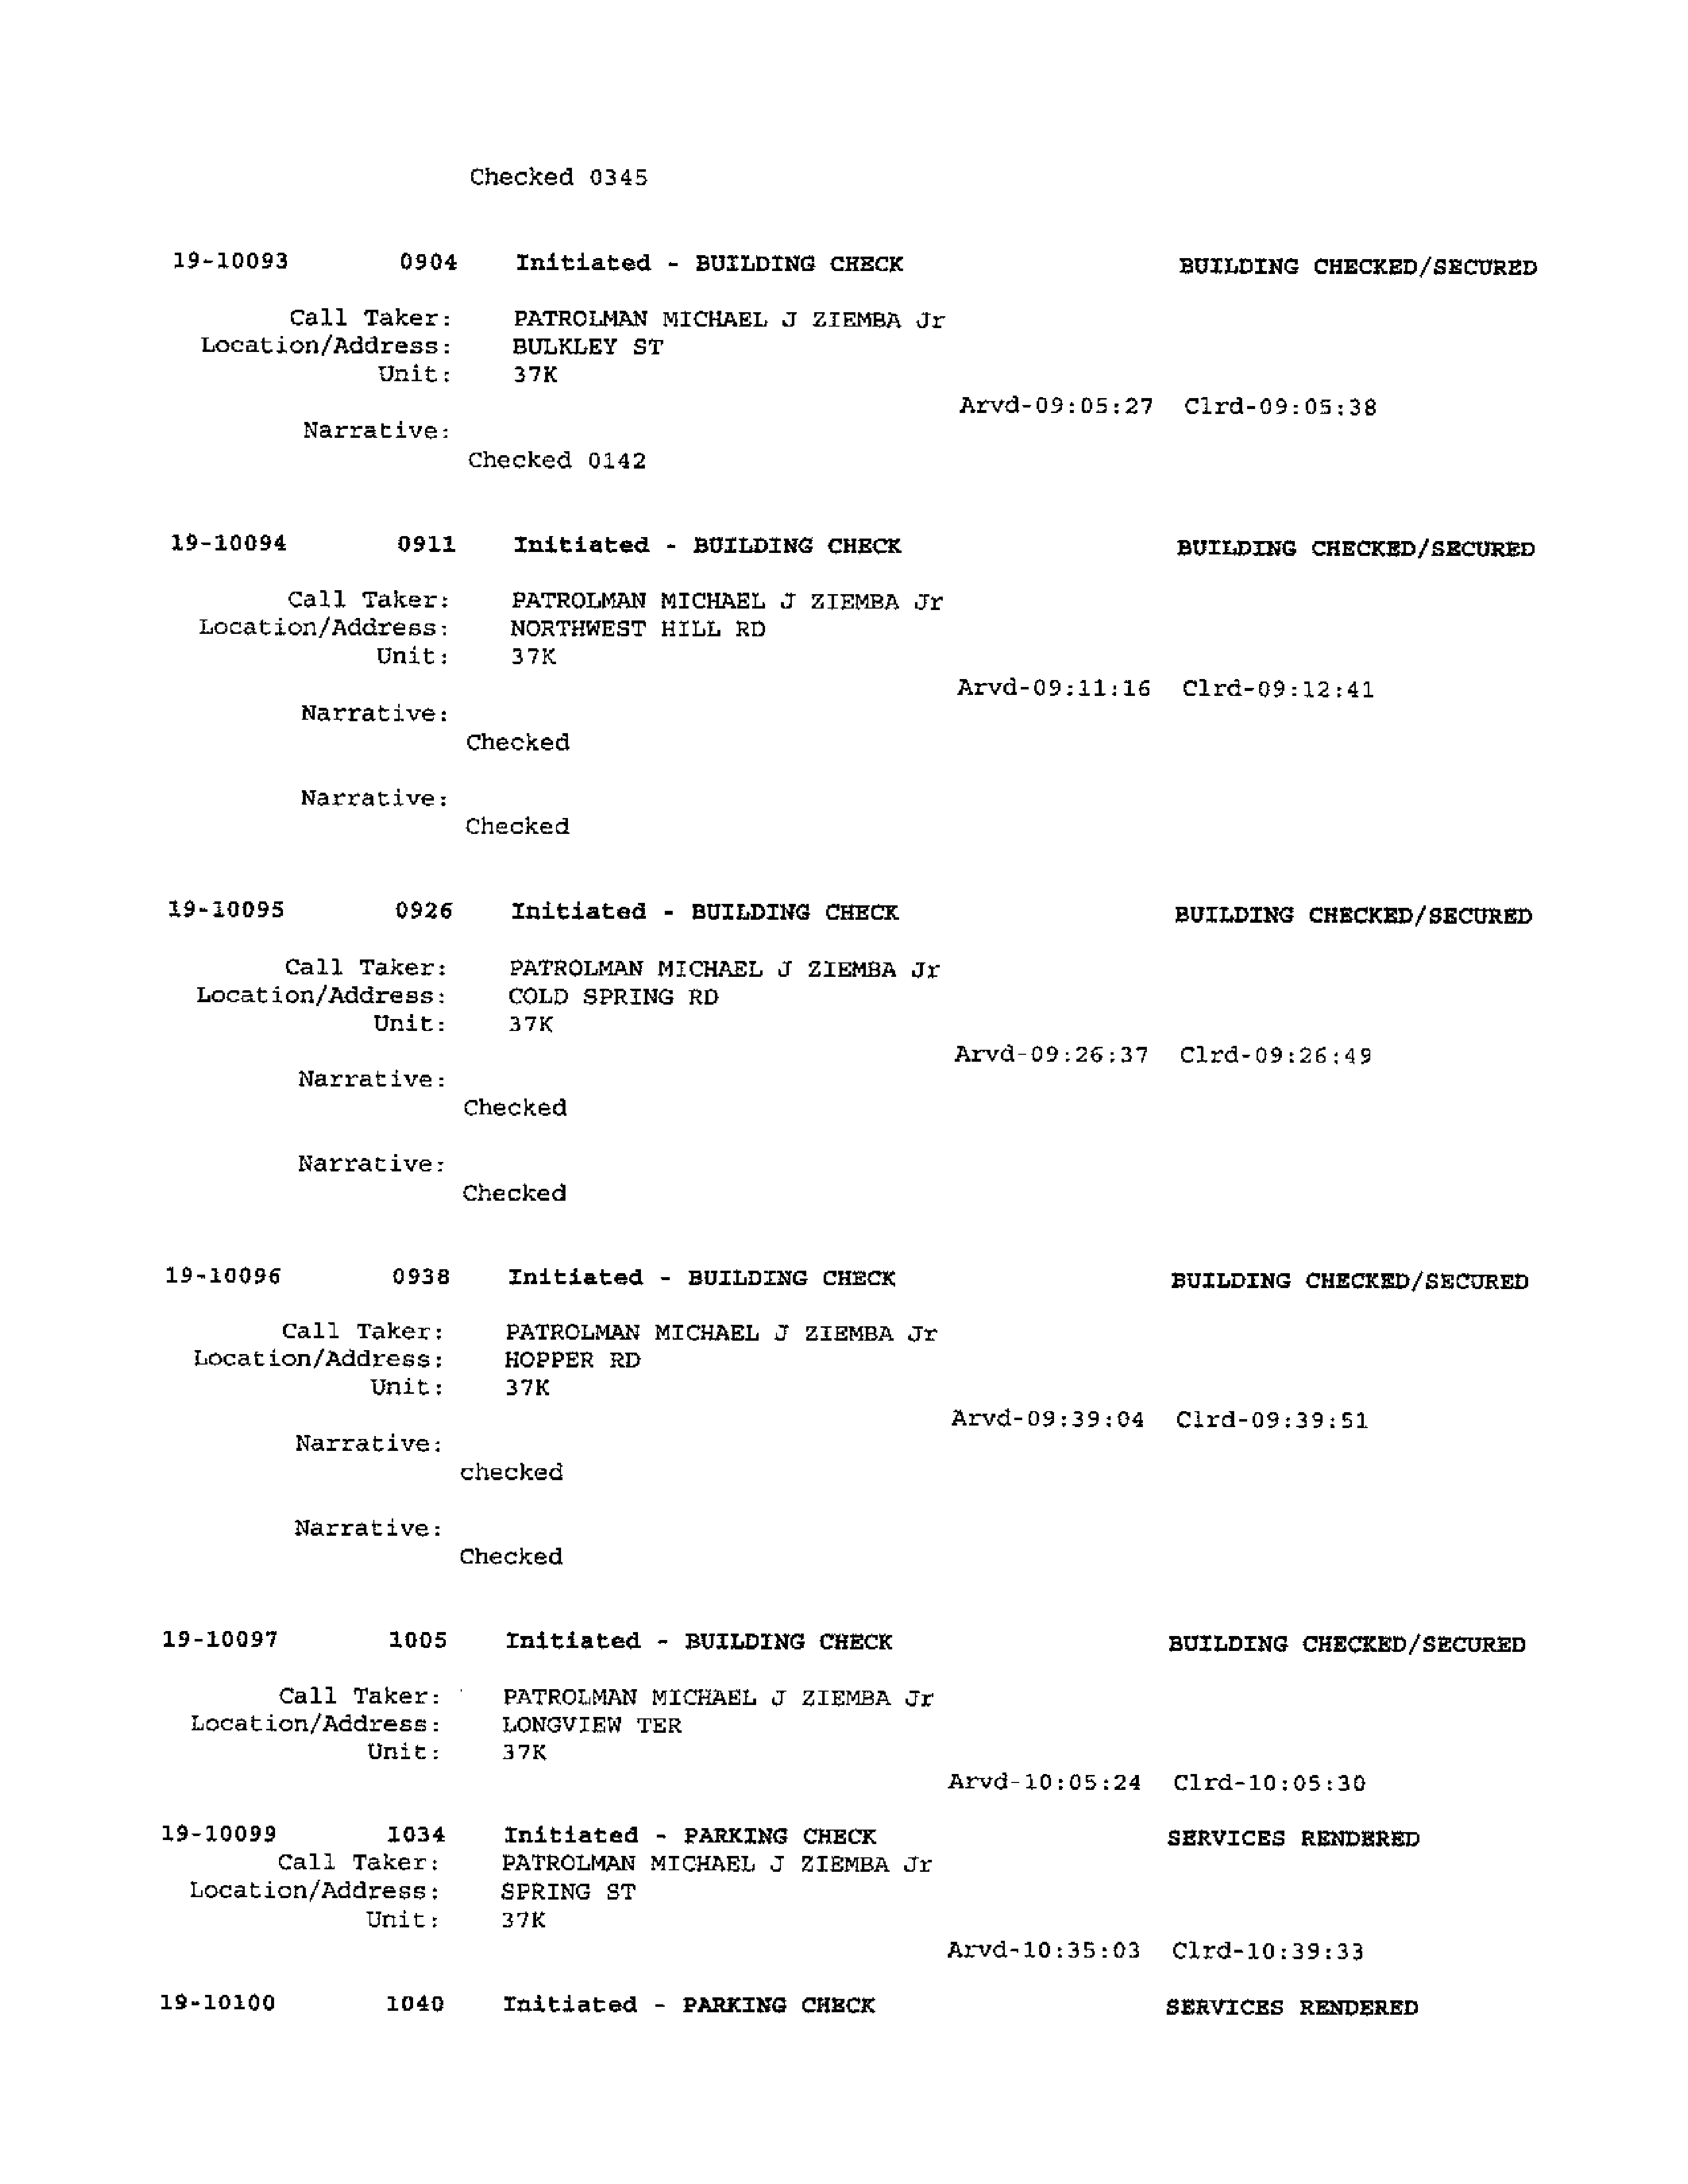 Checked 0345
19-10093 0904 Initiated - BUILDING CHECK BUILDING CHECKED/SECURED
Call Taker: PATROLMAN MICHAEL J ZIEMBA Jr
Location/Address: BULKLEY ST
Unit: 37K
Arvd-09:05:27 Clrd-09:05:38
Narrative:
Checked 0142
19-10094 0911 Initiated - BUILDING CHECK BUILDING CHECKED/SECURED
Call Taker: PATROLMAN MICHAEL J ZIEMBA Jr
Location/Address: NORTHWEST HILL RD
Unit: 37K
Arvd-09:11:16 Clrd-09:12:41
Narrative:
Checked
Narrative:
Checked
19-10095 0926 Initiated - BUILDING CHECK BUILDING CHECKED/SECURED
Call Taker: PATROLMAN MICHAEL J ZIEMBA Jr
Location/Address: COLD SPRING RD
Unit: 37K
Arvd-09:26:37 Clrd-09:26:49
Narrative:
Checked
Narrative:
Checked
19-10096 0938 Initiated - BUILDING CHECK BUILDING CHECKED/SECURED
Call Taker: PATROLMAN MICHAEL J ZIEMBA Jr
Location/Address: HOPPER RD
Unit: 37K
Arvd-09:39:04 Clrd-09:39:51
Narrative:
checked
Narrative:
Checked
19-10097 1005 Initiated - BUILDING CHECK BUILDING CHECKED/SECURED
Call Taker: PATROLMAN MICHAEL J ZIEMBA Jr
Location/Address: LONGVIEW TER
Unit: 37K
Arvd-10:05:24 Clrd-10:05:30
19-10099 1034 Initiated - PARKING CHECK SERVICES RENDERED
Call Taker: PATROLMAN MICHAEL J ZIEMBA Jr
Location/Address: SPRING ST
Unit: 37K
Arvd-10:35:03 Clrd-10:39:33
19-10100 1040 Initiated - PARKING CHECK SERVICES RENDERED